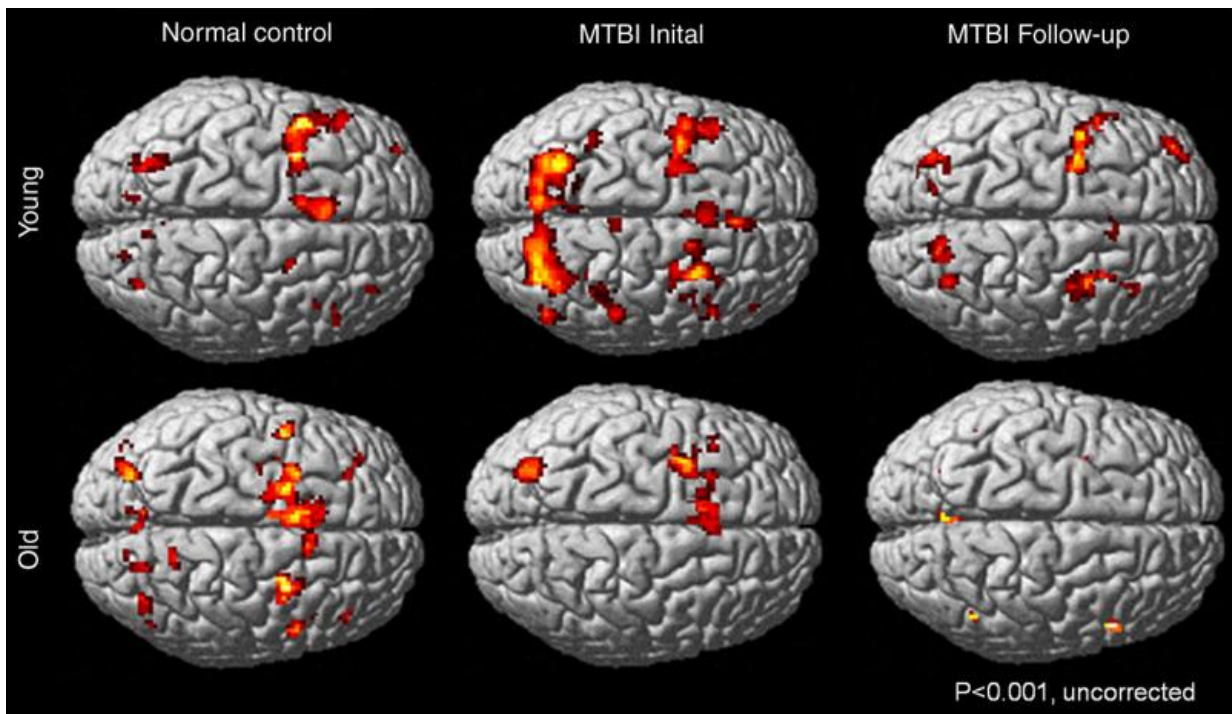 Normal control
MTBI Inital
MTBI Follow-up
Young
Old
P<0.001, uncorrected